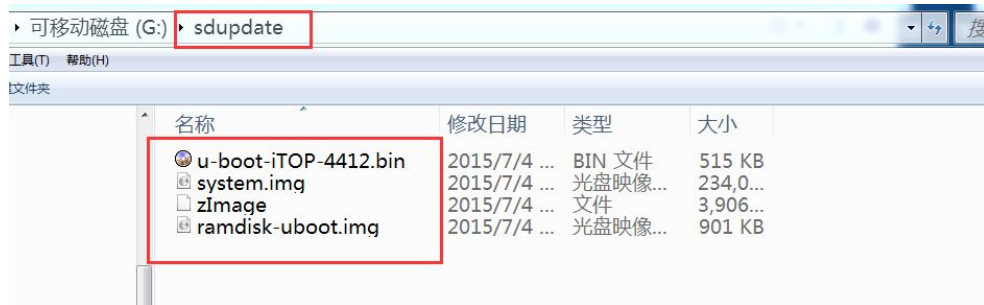 可移动磁盘 (G:) sdupdate
工具(T) 帮助(H)
文件夹
名称 修改日期 类型 大小
u-boot-iTOP-4412.bin 2015/7/4 ... BIN 文件 515 KB
system.img 2015/7/4 ... 光盘映像... 234,0...
zImage 2015/7/4 ... 文件 3,906...
ramdisk-uboot.img 2015/7/4 ... 光盘映像... 901 KB